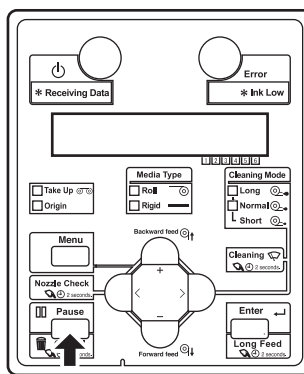 Error
* Receiving Data
* Ink Low
1 2 3 4 5 6
Media Type
Cleaning Mode
Take Up
Origin
Roll
Rigid
Long
Normal
Short
Menu
Backward feed
Cleaning
2 seconds.
Nozzle Check
2 seconds.
+
< >
−
Pause
Enter
2 seconds.
Forward feed
Long Feed
2 seconds.